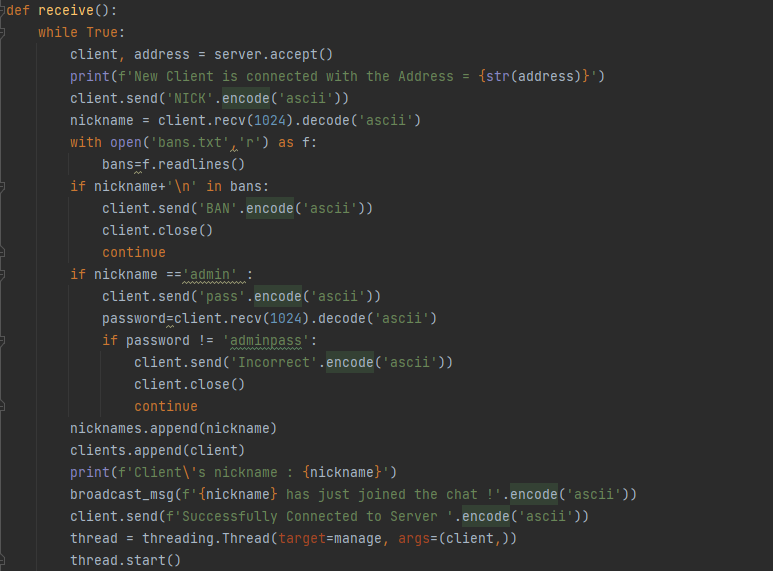 def receive():
    while True:
        client, address = server.accept()
        print(f'New Client is connected with the Address = {str(address)}')
        client.send('NICK'.encode('ascii'))
        nickname = client.recv(1024).decode('ascii')
        with open('bans.txt','r') as f:
            bans=f.readlines()
        if nickname+'\n' in bans:
            client.send('BAN'.encode('ascii'))
            client.close()
            continue
        if nickname =='admin' :
            client.send('pass'.encode('ascii'))
            password=client.recv(1024).decode('ascii')
            if password != 'adminpass':
                client.send('Incorrect'.encode('ascii'))
                client.close()
                continue
        nicknames.append(nickname)
        clients.append(client)
        print(f'Client\'s nickname : {nickname}')
        broadcast_msg(f'{nickname} has just joined the chat !'.encode('ascii'))
        client.send(f'Successfully Connected to Server '.encode('ascii'))
        thread = threading.Thread(target=manage, args=(client,))
        thread.start()